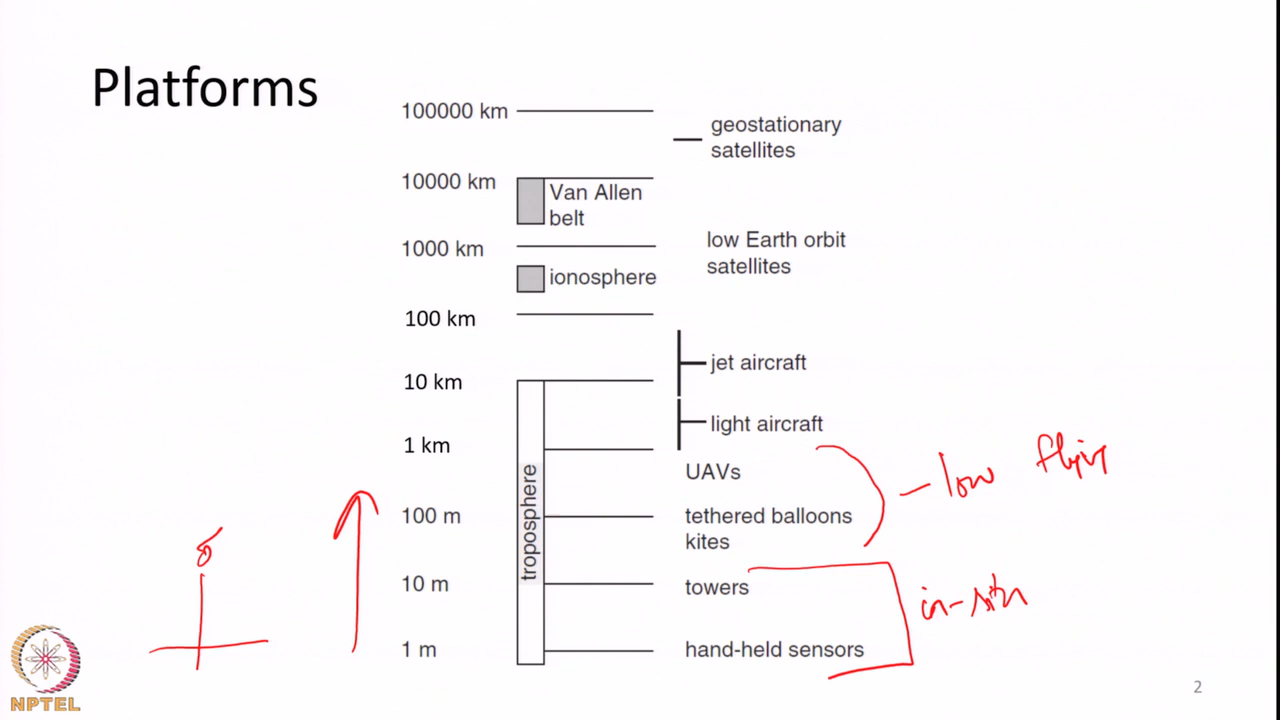 Platforms
100000 km
geostationary
satellites
10000 km
Van Allen
belt
1000 km
low Earth orbit
satellites
ionosphere
100 km
jet aircraft
10 km
light aircraft
1 km
UAVs
low flying
troposphere
100 m
tethered balloons
kites
10 m
towers
in-situ
1 m
hand-held sensors
NPTEL
2